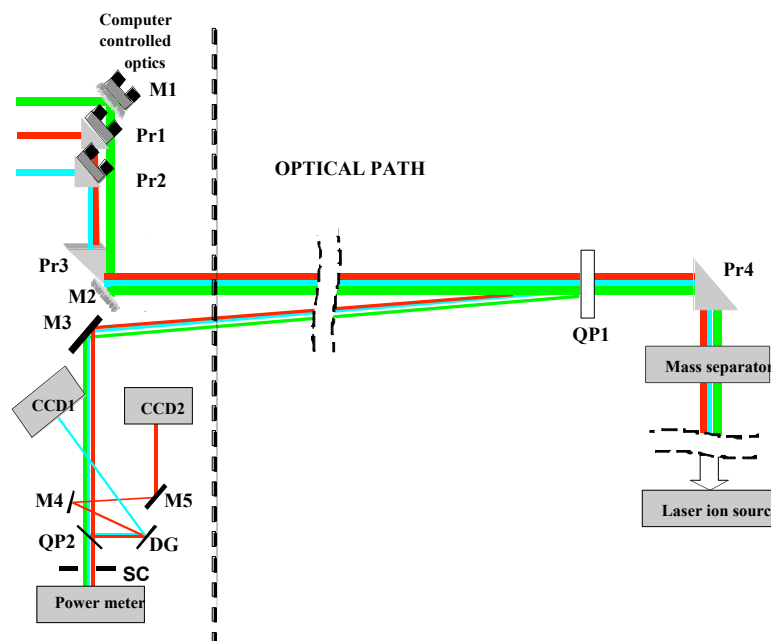 Computer
controlled
optics
M1
Pr1
Pr2
OPTICAL PATH
Pr3
Pr4
M2
M3
QP1
Mass separator
CCD1
CCD2
M4
M5
Laser ion source
QP2
DG
SC
Power meter